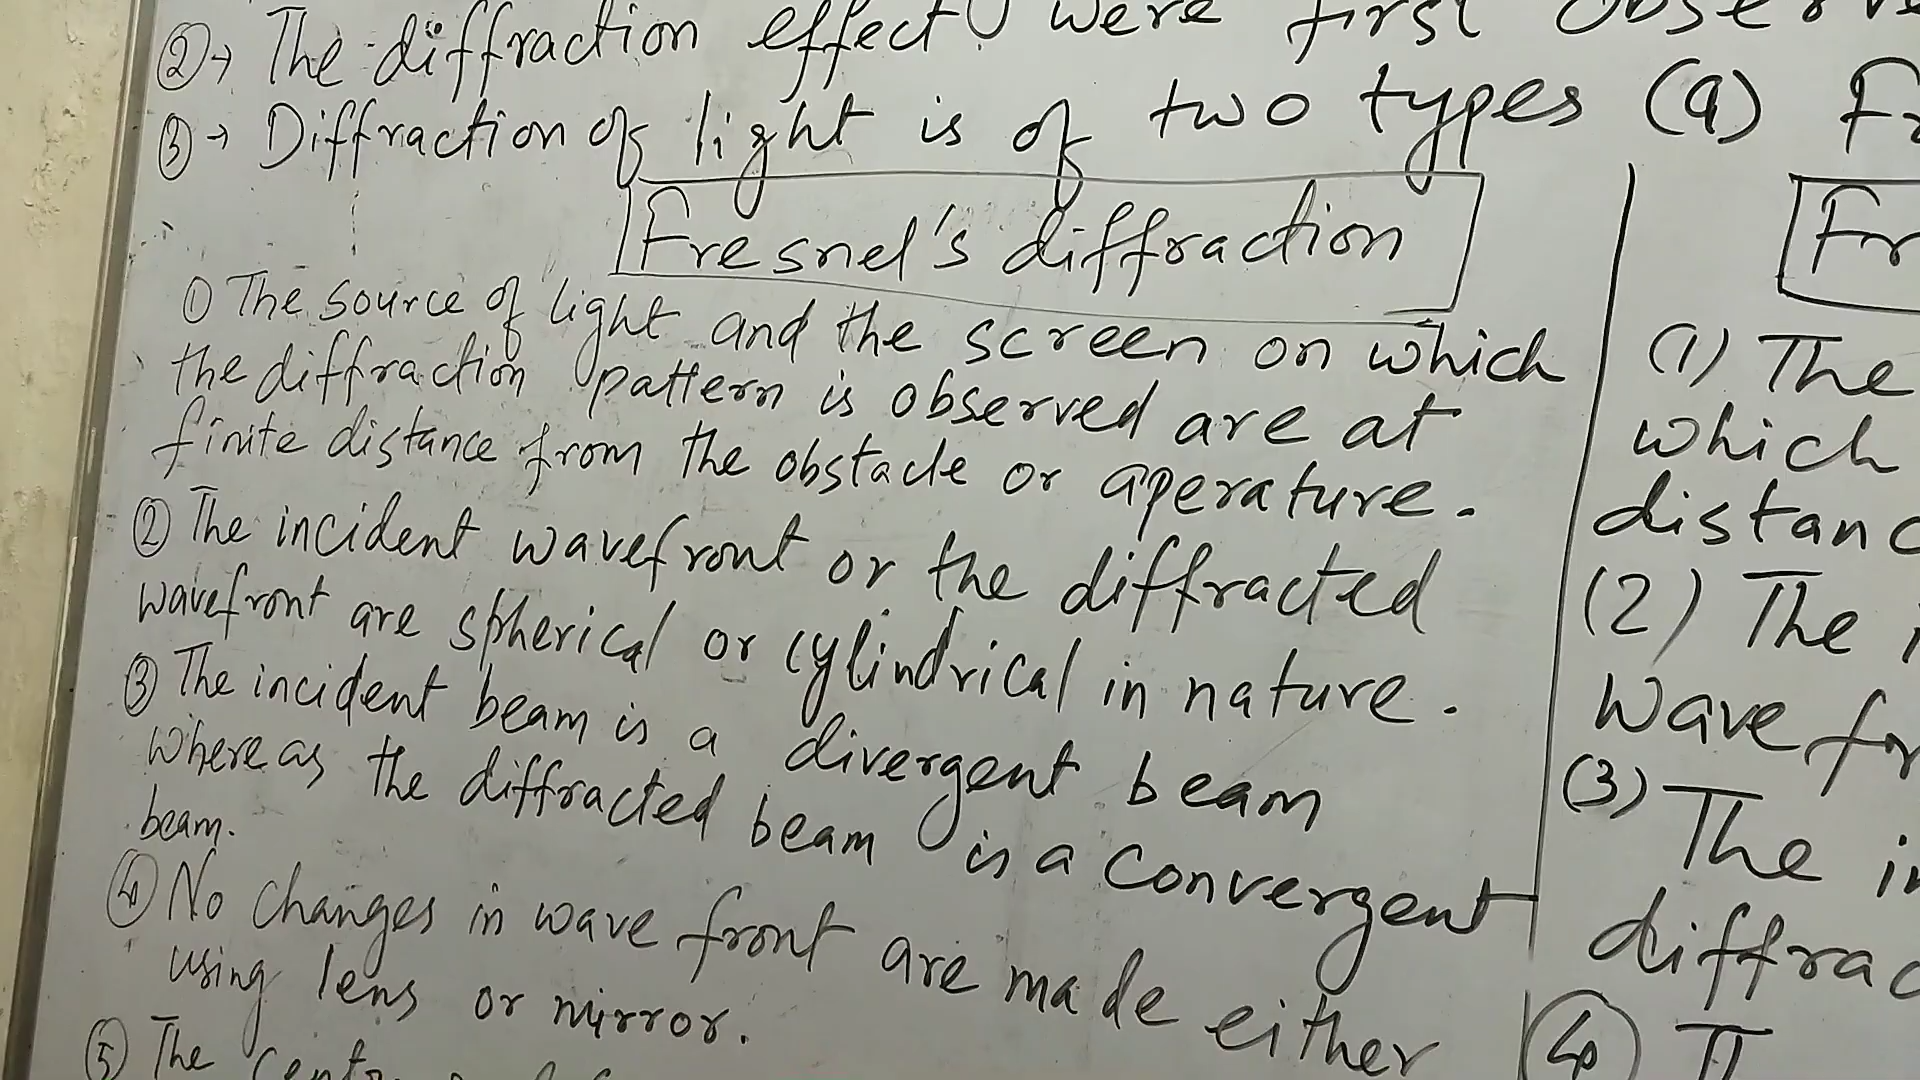 ②→ The diffraction effect were first
③→ Diffraction of light is of two types (a)
Fresnel's diffraction
① The source of light and the screen on which
the diffraction pattern is observed are at
finite distance from the obstacle or aperature.
② The incident wavefront or the diffracted
wavefront are spherical or cylindrical in nature.
③ The incident beam is a divergent beam
where as the diffracted beam is a convergent
beam.
④ No changes in wave front are made either
using lens or mirror.
⑤ The
(1) The
which
(2) The
wave
(3) The
④